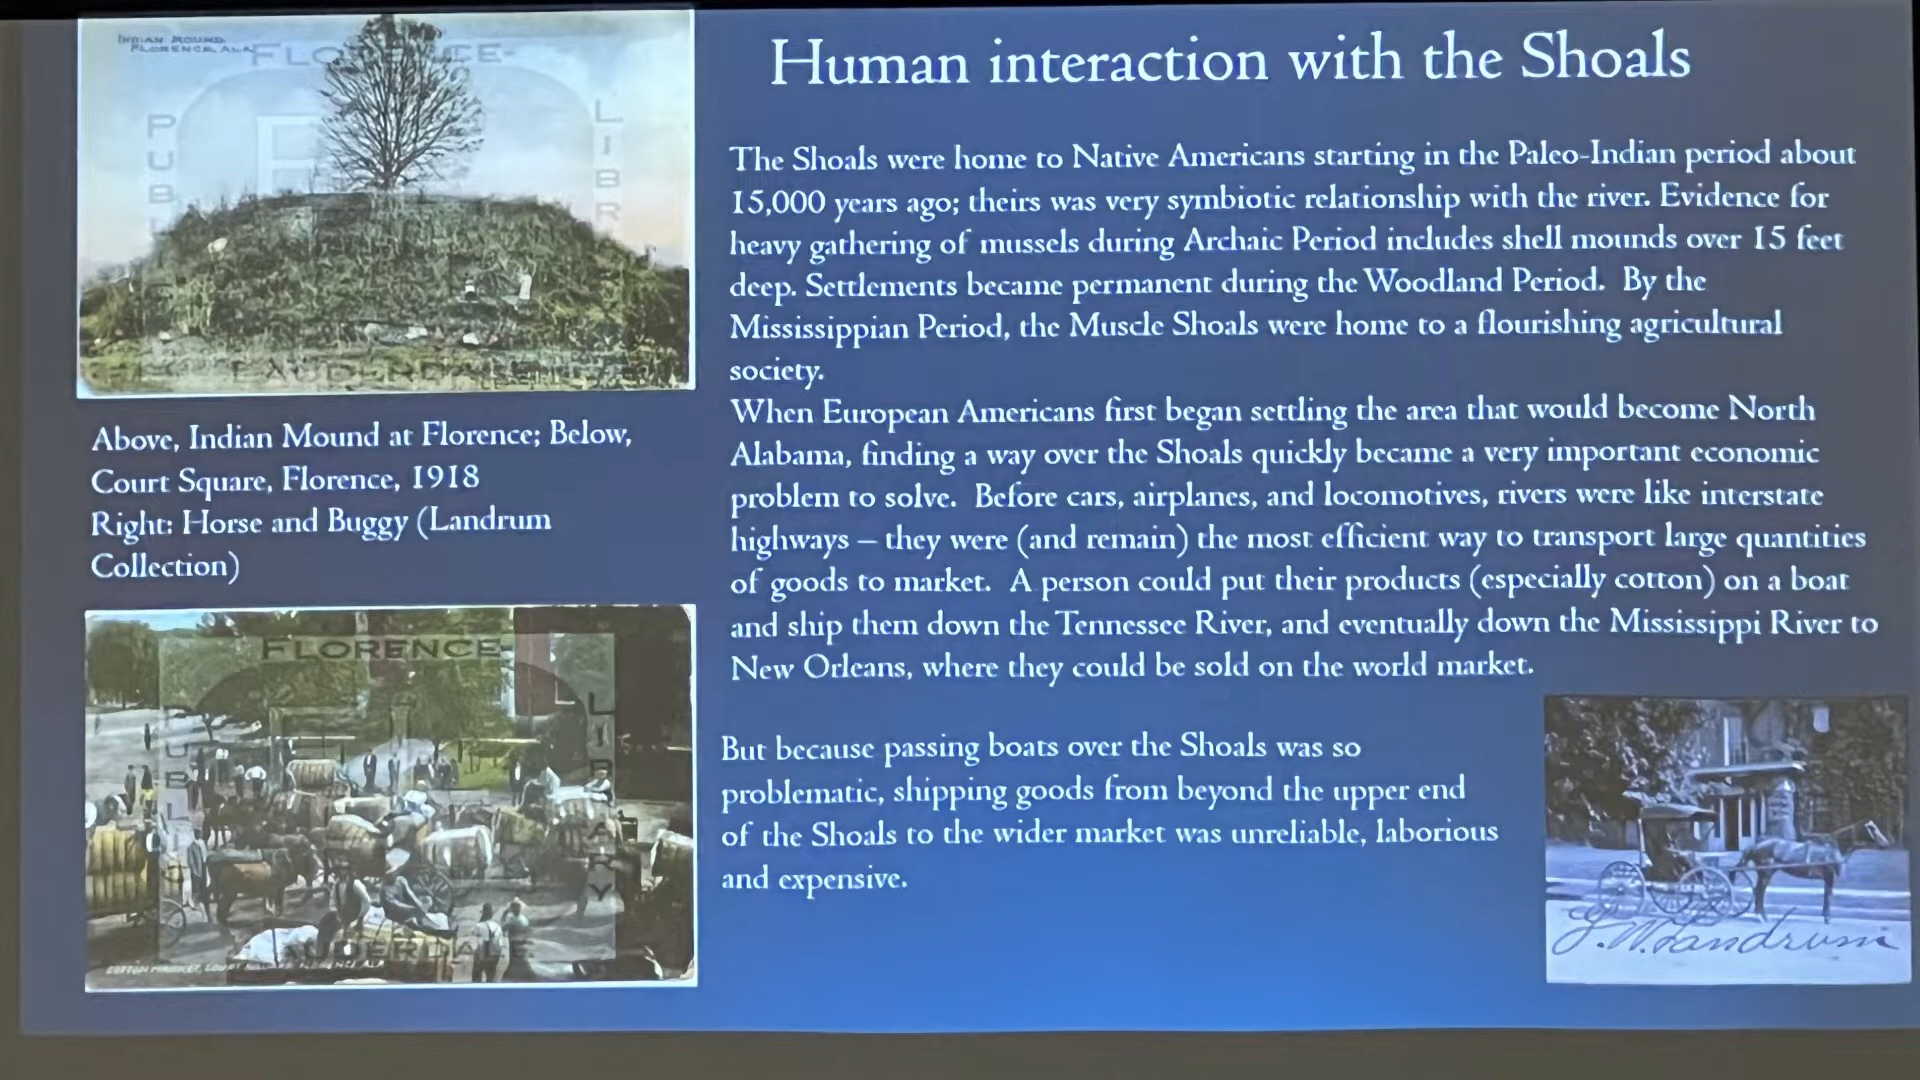 Human interaction with the Shoals
The Shoals were home to Native Americans starting in the Paleo-Indian period about
15,000 years ago; theirs was very symbiotic relationship with the river. Evidence for
heavy gathering of mussels during Archaic Period includes shell mounds over 15 feet
deep. Settlements became permanent during the Woodland Period. By the
Mississippian Period, the Muscle Shoals were home to a flourishing agricultural
society.
When European Americans first began settling the area that would become North
Alabama, finding a way over the Shoals quickly became a very important economic
problem to solve. Before cars, airplanes, and locomotives, rivers were like interstate
highways – they were (and remain) the most efficient way to transport large quantities
of goods to market. A person could put their products (especially cotton) on a boat
and ship them down the Tennessee River, and eventually down the Mississippi River to
New Orleans, where they could be sold on the world market.
But because passing boats over the Shoals was so
problematic, shipping goods from beyond the upper end
of the Shoals to the wider market was unreliable, laborious
and expensive.
INDIAN MOUND,
FLORENCE, ALA
FLORENCE-
LAUDERDALE
Above, Indian Mound at Florence; Below,
Court Square, Florence, 1918
Right: Horse and Buggy (Landrum
Collection)
FLORENCE-
LAUDERDALE
PUBLIC
LIBRARY
COTTON MARKET, COURT
J.W. Landrum